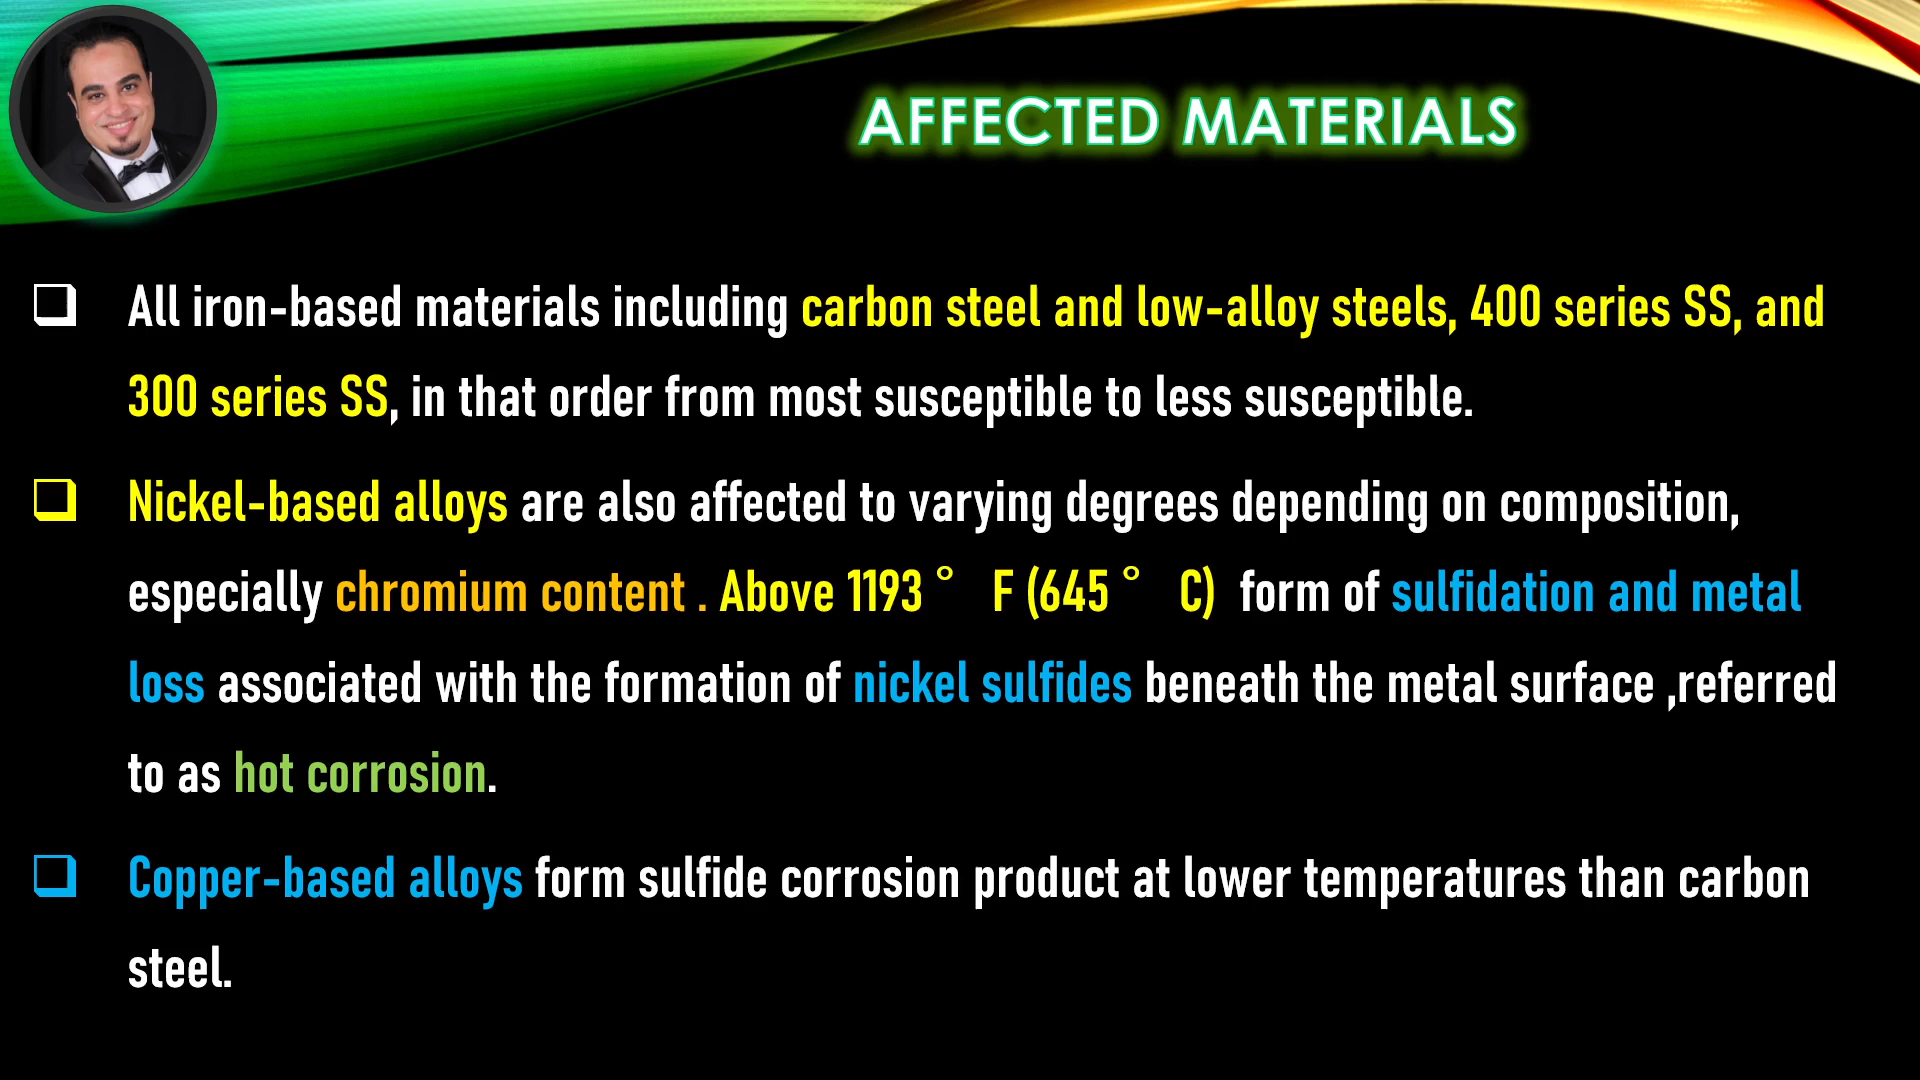 AFFECTED MATERIALS
All iron-based materials including carbon steel and low-alloy steels, 400 series SS, and
300 series SS, in that order from most susceptible to less susceptible.
Nickel-based alloys are also affected to varying degrees depending on composition,
especially chromium content . Above 1193 ° F (645 ° C) form of sulfidation and metal
loss associated with the formation of nickel sulfides beneath the metal surface ,referred
to as hot corrosion.
Copper-based alloys form sulfide corrosion product at lower temperatures than carbon
steel.